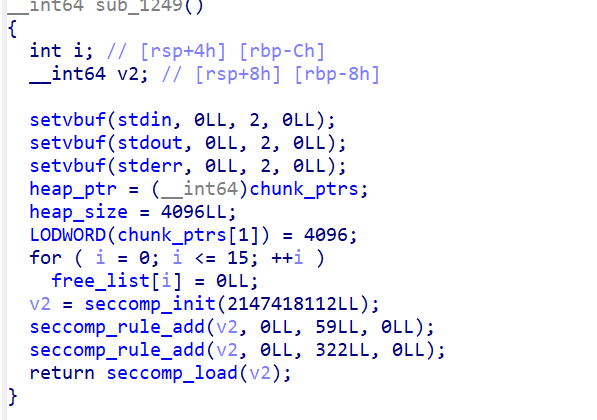 __int64 sub_1249()
{
int i; // [rsp+4h] [rbp-Ch]
__int64 v2; // [rsp+8h] [rbp-8h]
setvbuf(stdin, 0LL, 2, 0LL);
setvbuf(stdout, 0LL, 2, 0LL);
setvbuf(stderr, 0LL, 2, 0LL);
heap_ptr = (__int64)chunk_ptrs;
heap_size = 4096LL;
LODWORD(chunk_ptrs[1]) = 4096;
for ( i = 0; i <= 15; ++i )
free_list[i] = 0LL;
v2 = seccomp_init(2147418112LL);
seccomp_rule_add(v2, 0LL, 59LL, 0LL);
seccomp_rule_add(v2, 0LL, 322LL, 0LL);
return seccomp_load(v2);
}